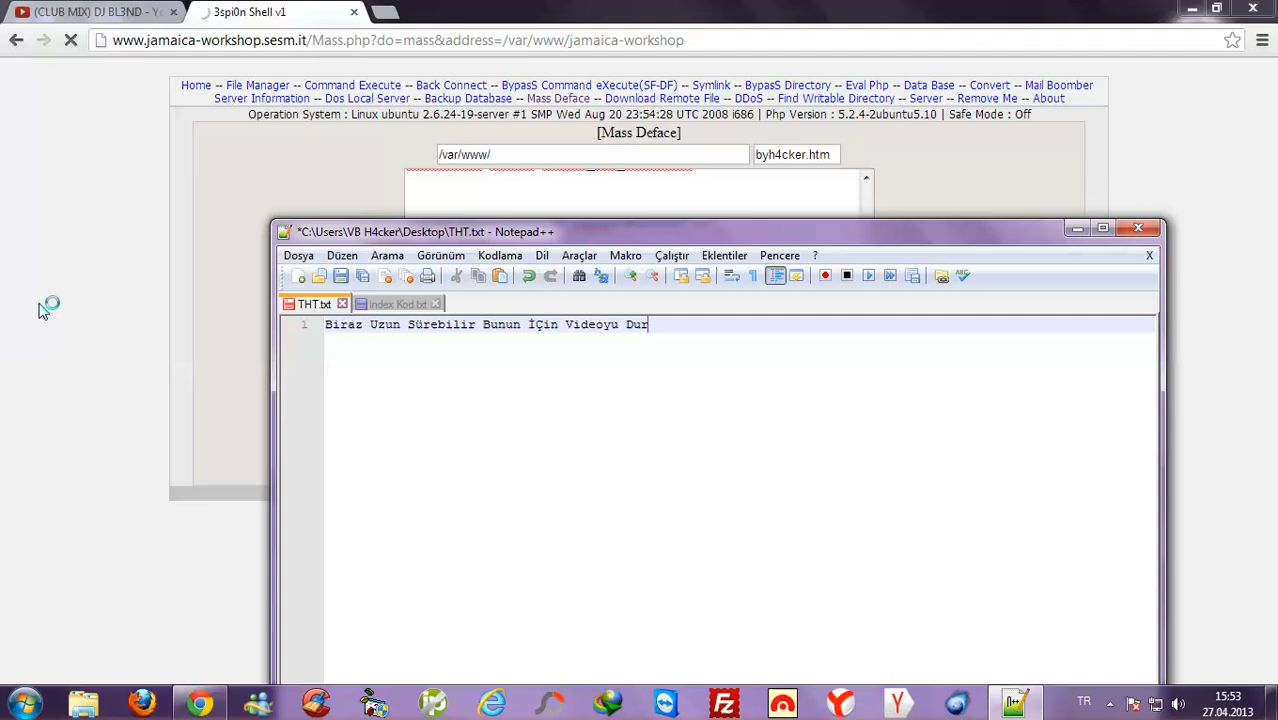 (CLUB MIX) DJ BL3ND - Y
3spi0n Shell v1
www.jamaica-workshop.sesm.it/Mass.php?do=mass&address=/var/www/jamaica-workshop
Home -- File Manager -- Command Execute -- Back Connect -- BypasS Command eXecute(SF-DF) -- Symlink -- BypasS Directory -- Eval Php -- Data Base -- Convert -- Mail Boomber
Server Information -- Dos Local Server -- Backup Database -- Mass Deface -- Download Remote File -- DDoS -- Find Writable Directory -- Server -- Remove Me -- About
Operation System : Linux ubuntu 2.6.24-19-server #1 SMP Wed Aug 20 23:54:28 UTC 2008 i686 | Php Version : 5.2.4-2ubuntu5.10 | Safe Mode : Off
[Mass Deface]
/var/www/ byh4cker.htm
*C:\Users\VB H4cker\Desktop\THT.txt - Notepad++
Dosya Düzen Arama Görünüm Kodlama Dil Araçlar Makro Çalıştır Eklentiler Pencere ? X
THT.txt index Kod.txt
1 Biraz Uzun Sürebilir Bunun İÇin Videoyu Dur
TR 15:53
27.04.2013